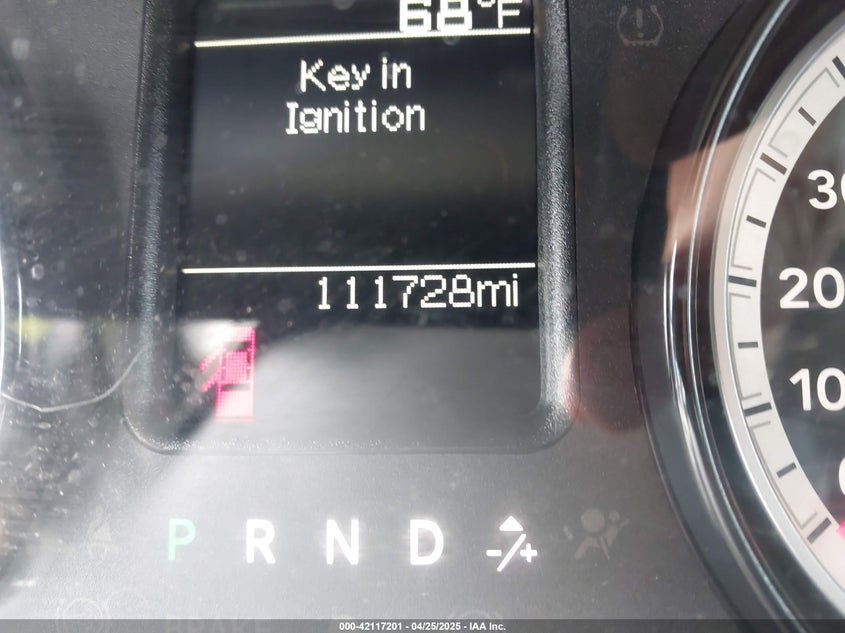 68°F
Key in
Ignition
111728mi
30
20
10
P R N D -/+
000-42117201 - 04/25/2025 - IAA Inc.